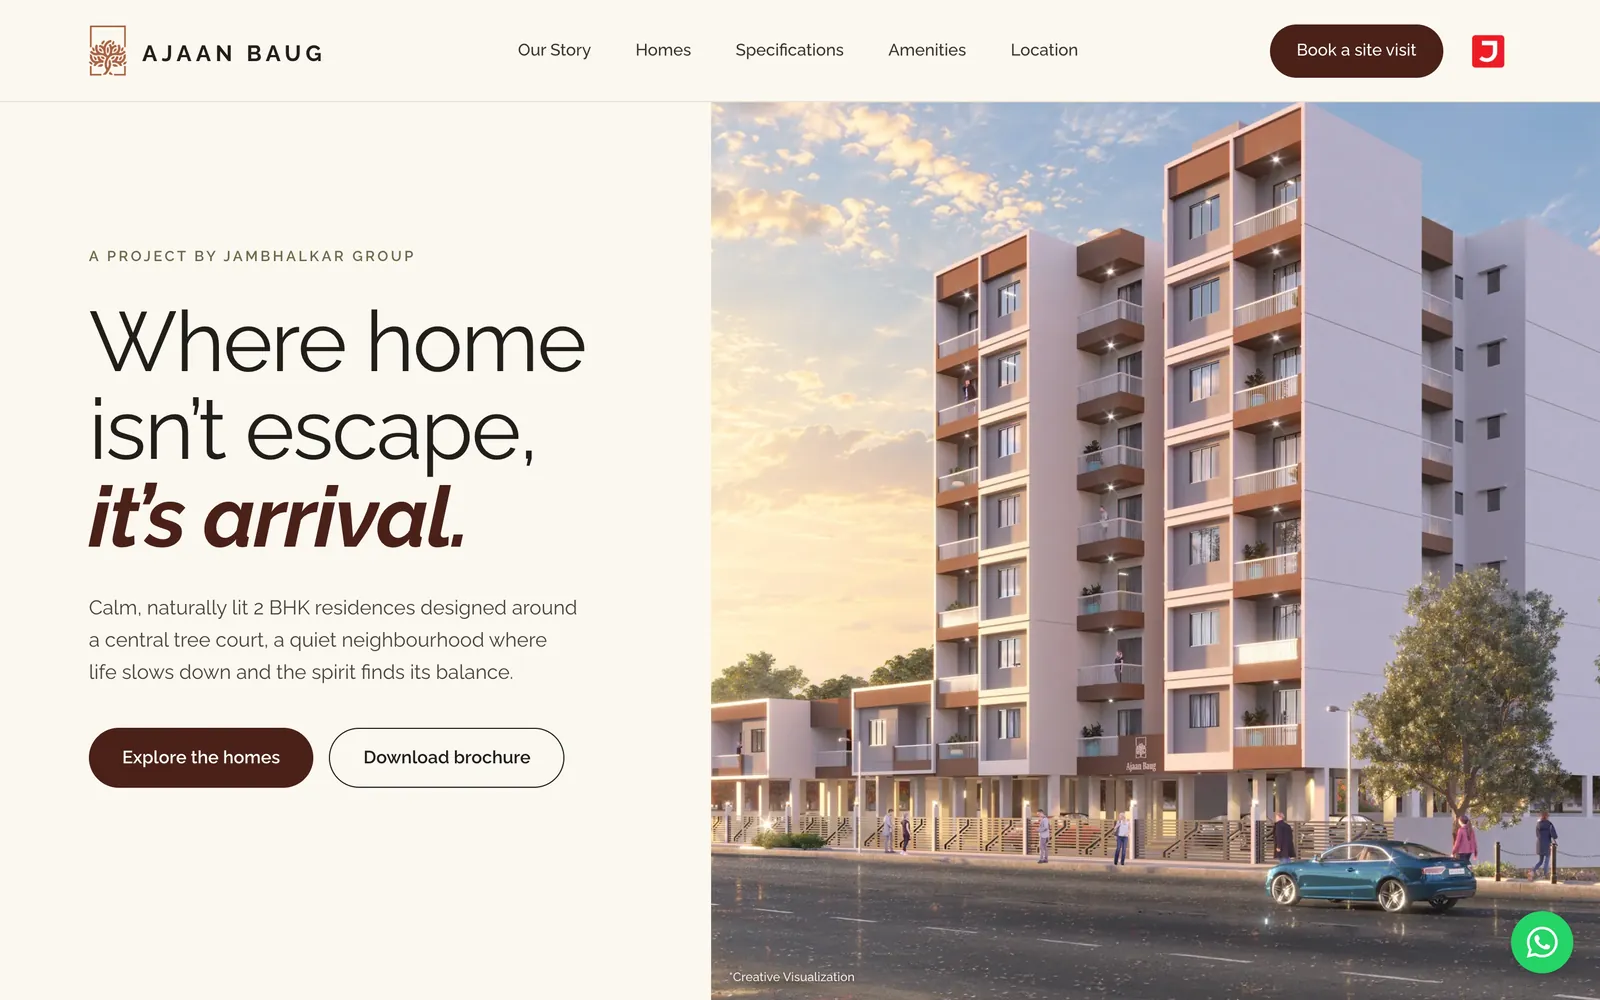 AJAAN BAUG
Our Story
Homes
Specifications
Amenities
Location
Book a site visit
J
A PROJECT BY JAMBHALKAR GROUP
Where home
isn’t escape,
it’s arrival.
Calm, naturally lit 2 BHK residences designed around
a central tree court, a quiet neighbourhood where
life slows down and the spirit finds its balance.
Explore the homes
Download brochure
Ajaan Baug
*Creative Visualization